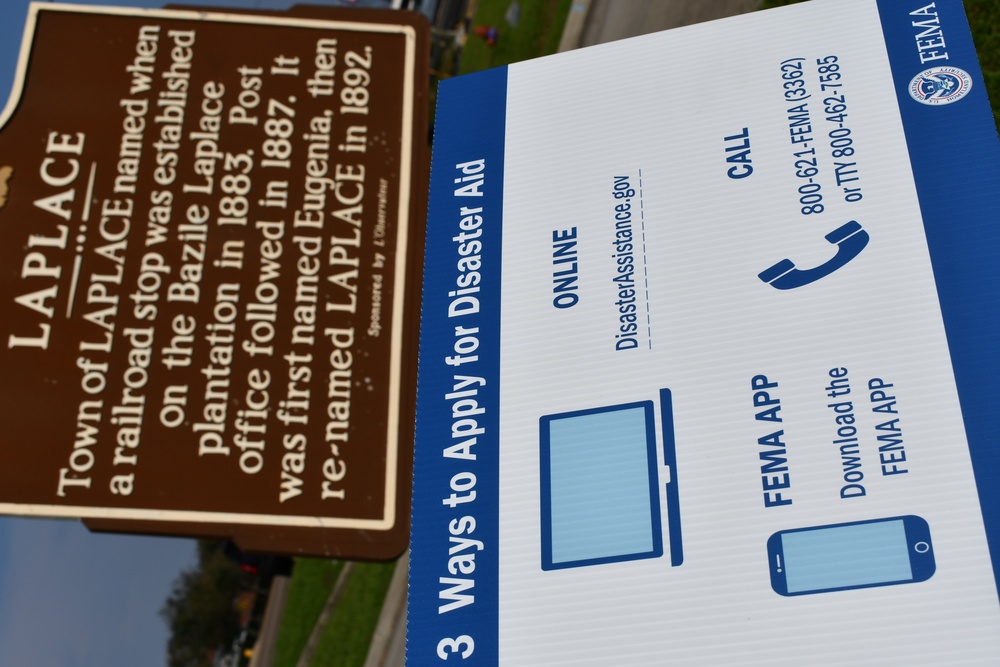 LAPLACE
Town of LAPLACE named when
a railroad stop was established
on the Bazile Laplace
plantation in 1883. Post
office followed in 1887. It
was first named Eugenia, then
re-named LAPLACE in 1892.
Sponsored by L'Observateur
3 Ways to Apply for Disaster Aid
ONLINE
DisasterAssistance.gov
FEMA APP
Download the
FEMA APP
CALL
800-621-FEMA (3362)
or TTY 800-462-7585
FEMA